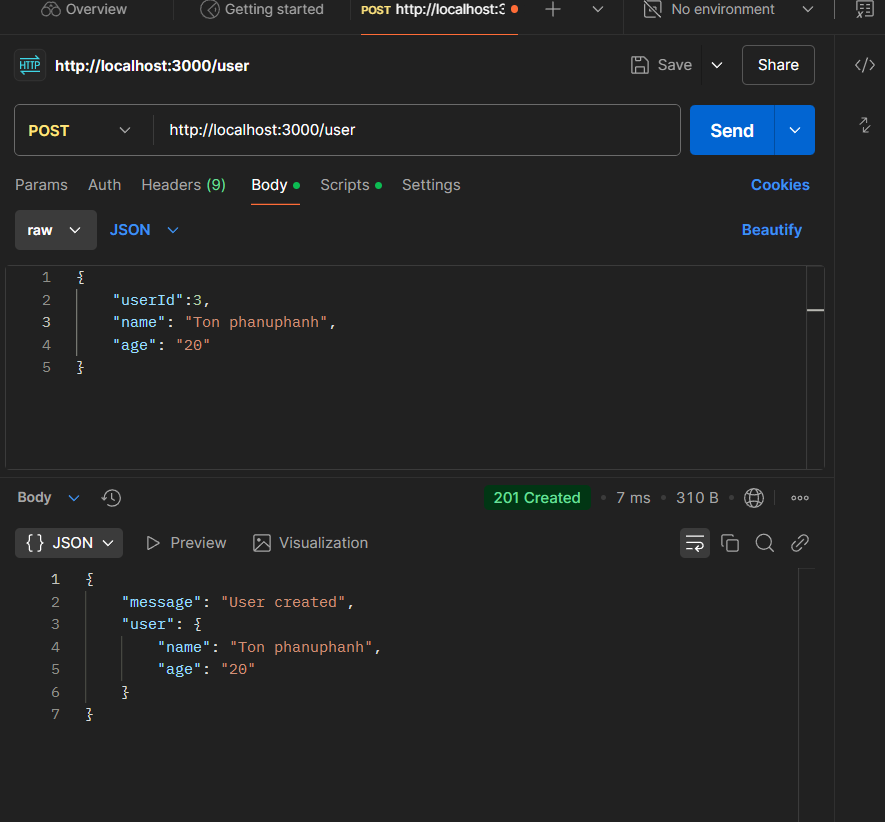 Overview Getting started POST http://localhost:3 No environment
HTTP http://localhost:3000/user Save Share
POST http://localhost:3000/user Send
Params Auth Headers (9) Body Scripts Settings Cookies
raw JSON Beautify
1 {
2 "userId":3,
3 "name": "Ton phanuphanh",
4 "age": "20"
5 }
Body 201 Created 7 ms 310 B
{} JSON Preview Visualization
1 {
2 "message": "User created",
3 "user": {
4 "name": "Ton phanuphanh",
5 "age": "20"
6 }
7 }